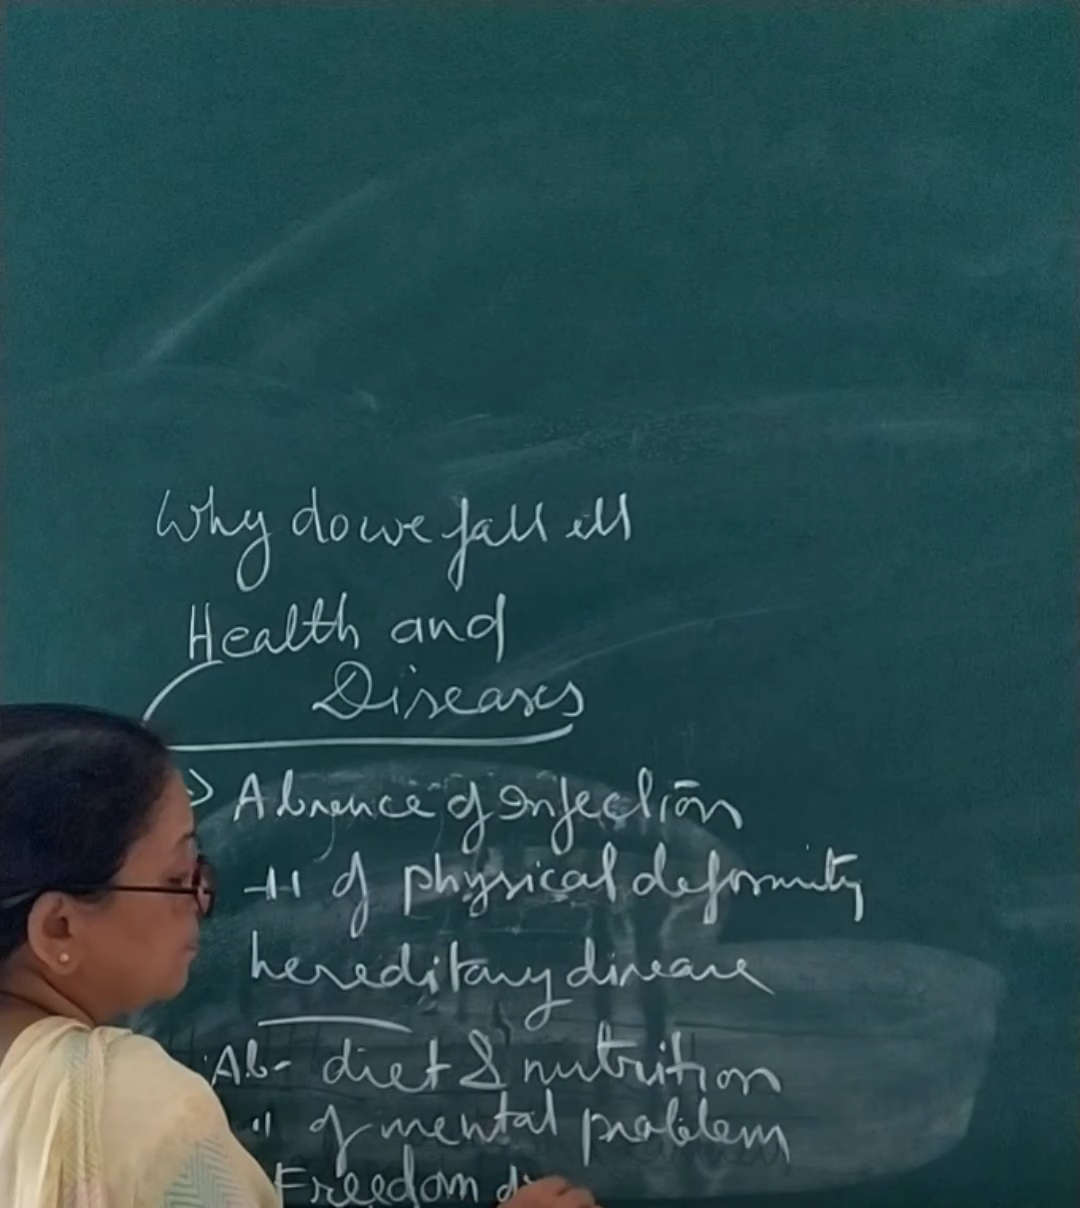 Why do we fall ill
Health and
Diseases
> Absence of Infection
-11 of physical deformity
hereditary disease
Ab- diet & nutrition
" of mental problem
Freedom